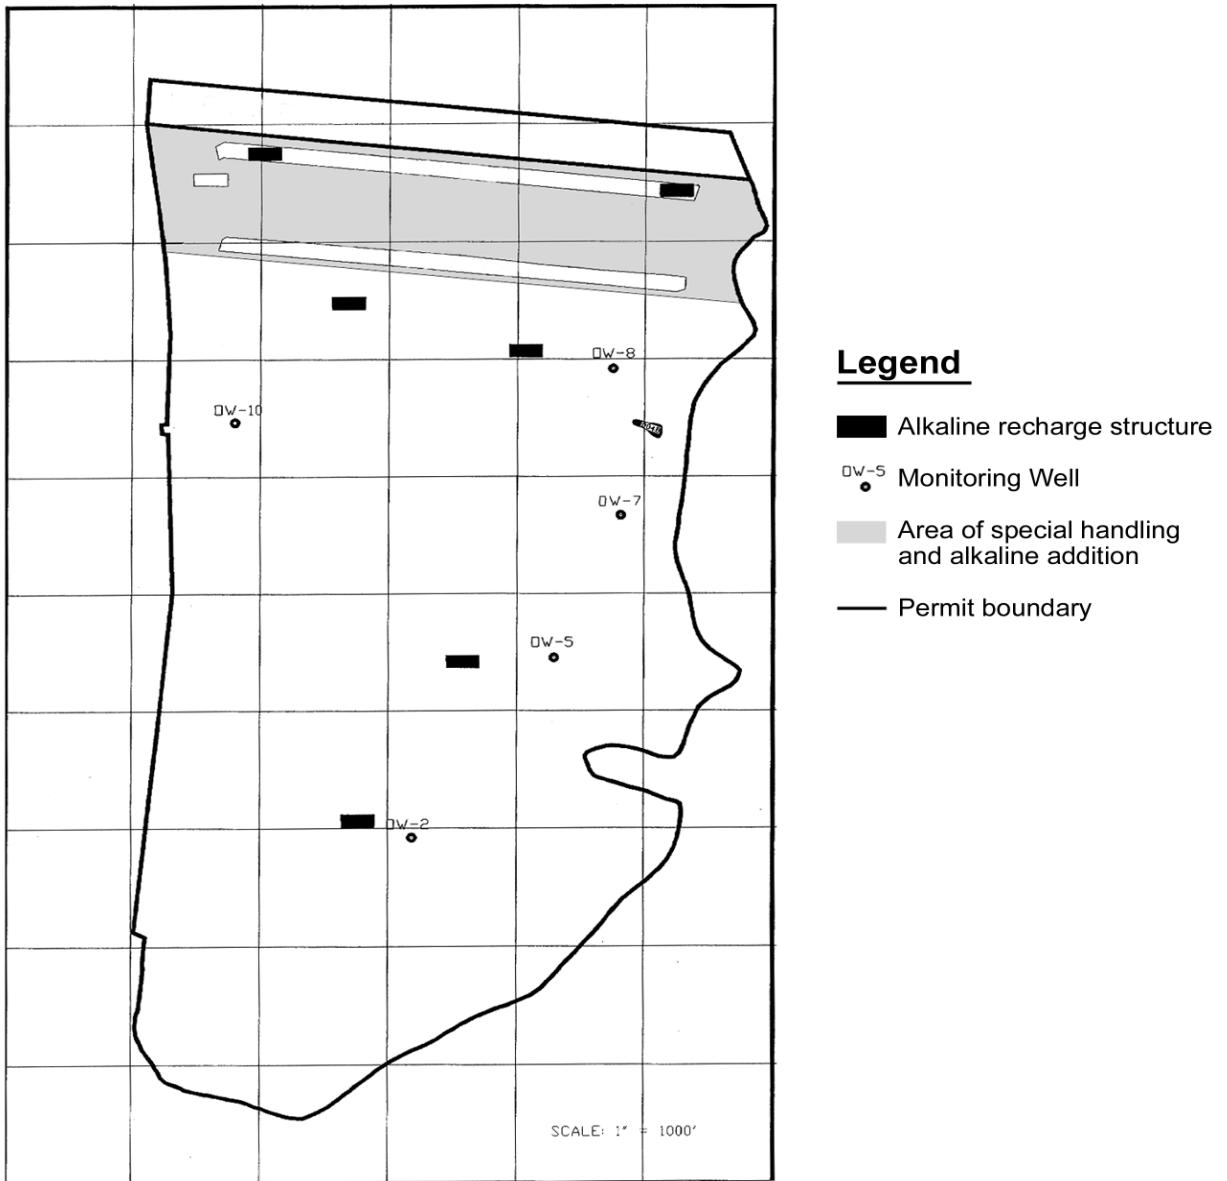 OW-8
OW-10
OW-7
OW-5
OW-2
SCALE: 1" = 1000'
Legend
Alkaline recharge structure
OW-5
Monitoring Well
Area of special handling
and alkaline addition
Permit boundary